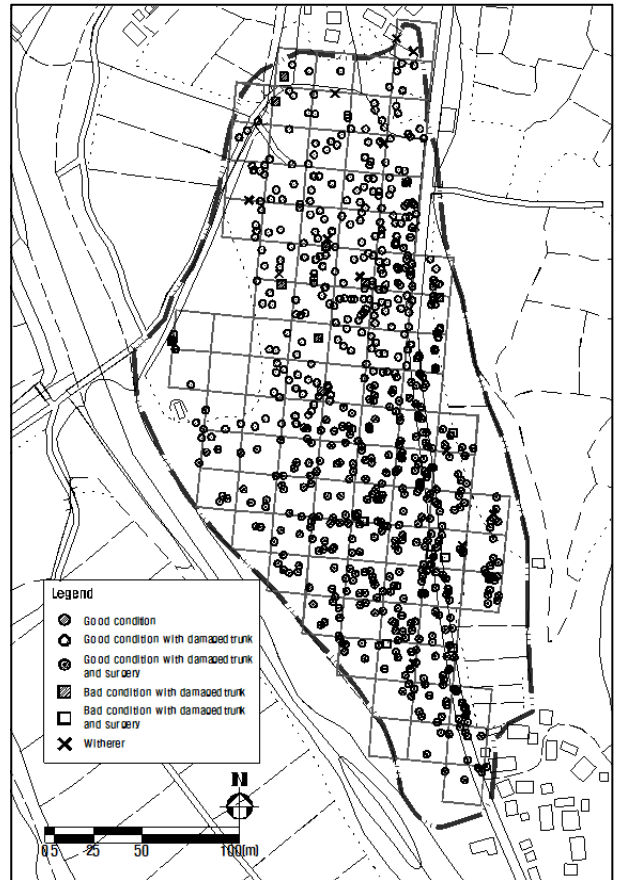 Legend
Good condition
Good condition with damaged trunk
Good condition with damaged trunk
and surgery
Bad condition with damaged trunk
Bad condition with damaged trunk
and surgery
Witherer
N
0 5 25 50 100(m)